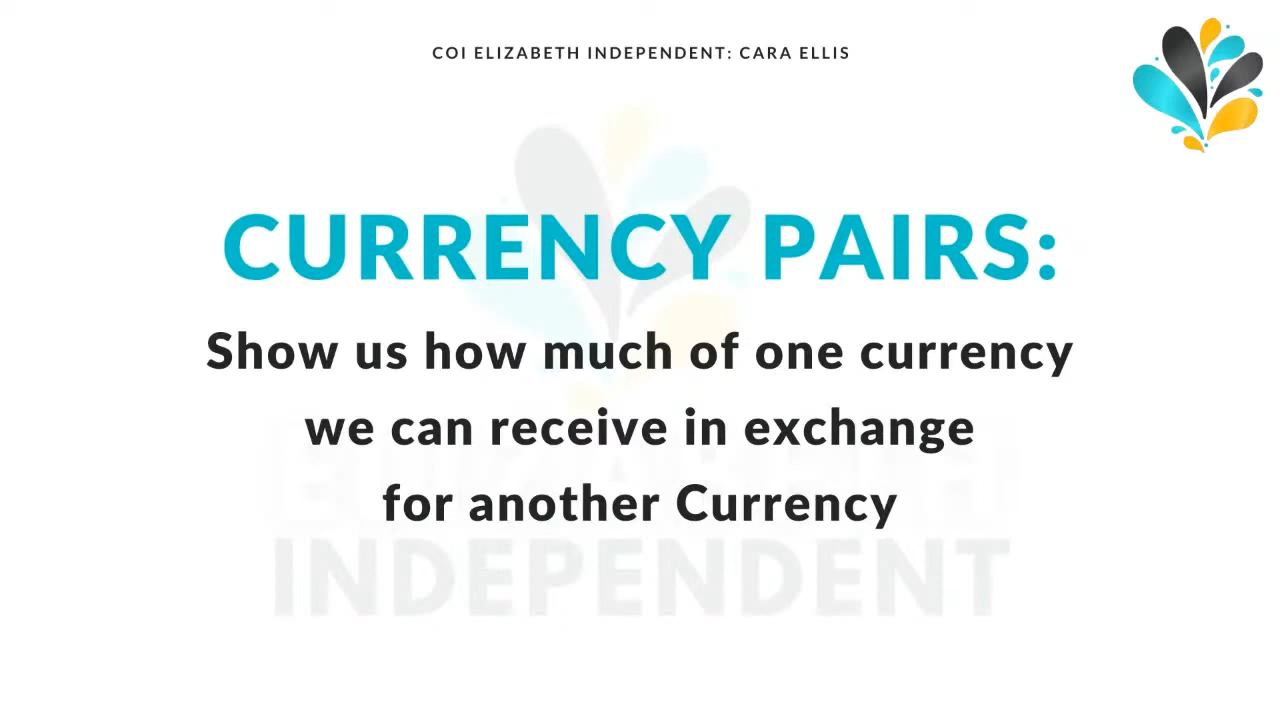 COI ELIZABETH INDEPENDENT: CARA ELLIS
CURRENCY PAIRS:
Show us how much of one currency
we can receive in exchange
for another Currency
INDEPENDENT